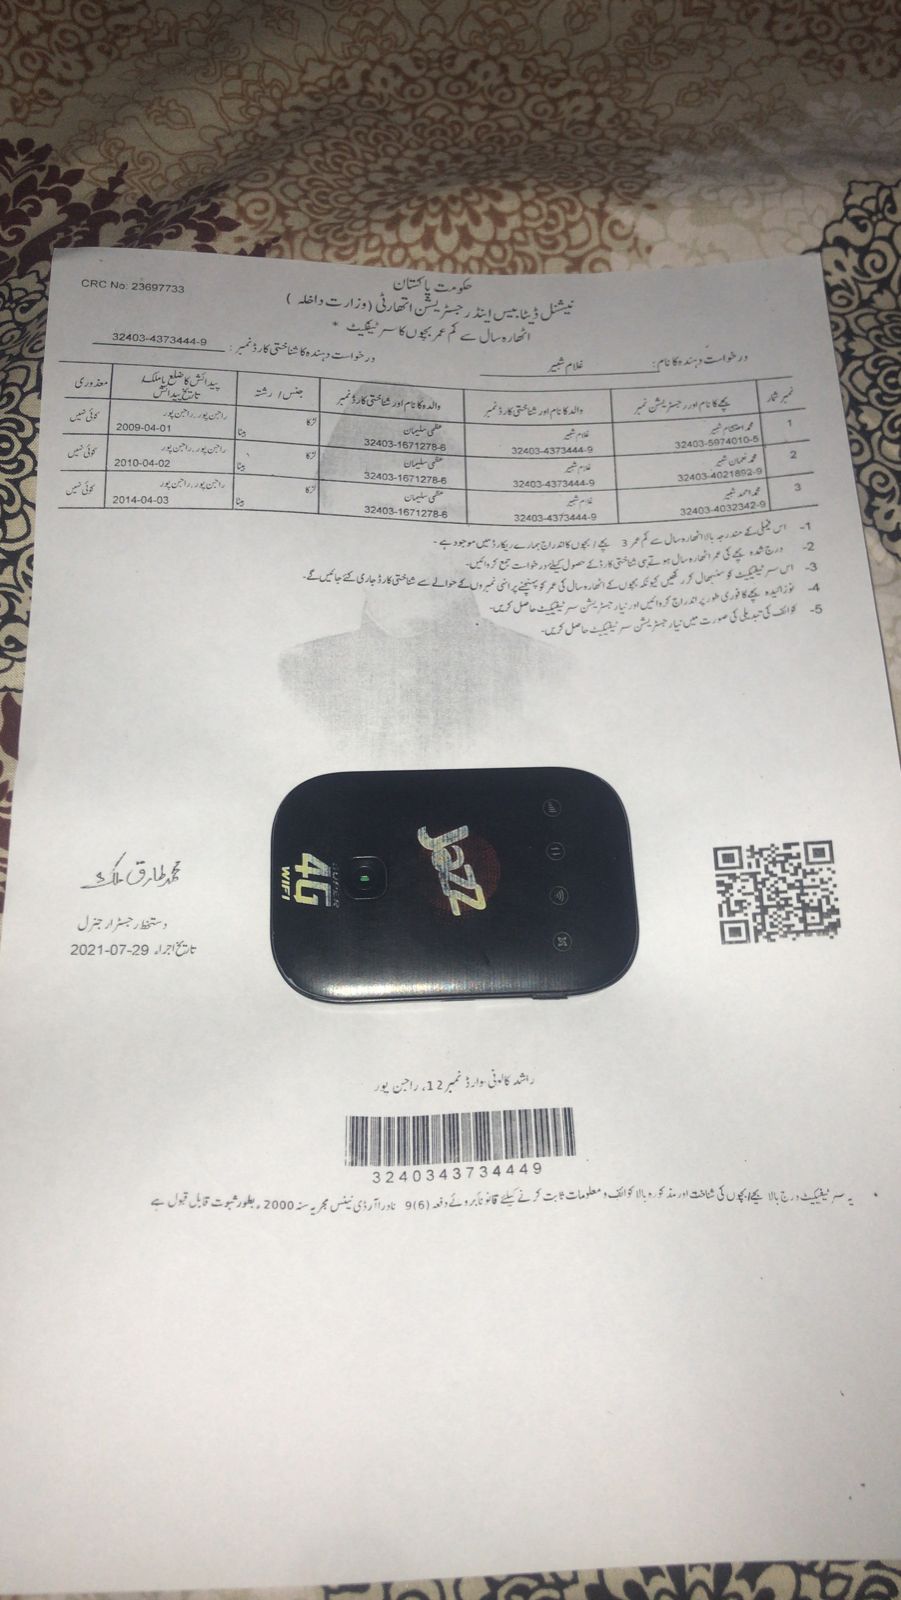 CRC No: 23697733
حکومت پاکستان
نیشنل ڈیٹا بیس اینڈ رجسٹریشن اتھارٹی (وزارت داخلہ)
اٹھارہ سال سے کم عمر بچوں کا سرٹیفکیٹ *
درخواست دہندہ کا نام: غلام شبیر درخواست دہندہ کا شناختی کارڈ نمبر: 32403-4373444-9
نمبر شمار بچے کا نام اور رجسٹریشن نمبر والد کا نام اور شناختی کارڈ نمبر والدہ کا نام اور شناختی کارڈ نمبر جنس / رشتہ پیدائش کا ضلع یا ملک، تاریخ پیدائش معذوری
1 محمد احتشام شبیر 32403-5974010-5 غلام شبیر 32403-4373444-9 عظمی سلیمان 32403-1671278-6 لڑکا بیٹا راجن پور، راجن پور 2009-04-01 کوئی نہیں
2 محمد نعمان شبیر 32403-4021892-9 غلام شبیر 32403-4373444-9 عظمی سلیمان 32403-1671278-6 لڑکا بیٹا راجن پور، راجن پور 2010-04-02 کوئی نہیں
3 محمد احمد شبیر 32403-4032342-9 غلام شبیر 32403-4373444-9 عظمی سلیمان 32403-1671278-6 لڑکا بیٹا راجن پور، راجن پور 2014-04-03 کوئی نہیں
1- اس فیملی کے مندرجہ بالا اٹھارہ سال سے کم عمر 3 بچے / بچوں کا اندراج ہمارے ریکارڈ میں موجود ہے -
2- درج شدہ بچے کی عمر اٹھارہ سال ہوتے ہی شناختی کارڈ کے حصول کیلئے درخواست جمع کروائیں۔
3- اس سرٹیفکیٹ کو سنبھال کر رکھیں کیونکہ بچوں کے اٹھارہ سال کی عمر کو پہنچنے پر انہی نمبروں کے حوالے سے شناختی کارڈ جاری کئے جائیں گے۔
4- نوزائیدہ بچے کا فوری طور پر اندراج کروائیں اور نیا رجسٹریشن سرٹیفکیٹ حاصل کریں۔
5- کوائف کی تبدیلی کی صورت میں نیا رجسٹریشن سرٹیفکیٹ حاصل کریں۔
Jazz
SUPER
4G
WIFI
محمد طارق ملک
دستخط رجسٹرار جنرل
تاریخ اجراء 2021-07-29
راشد کالونی وارڈ نمبر 12، راجن پور
3240343734449
• یہ سرٹیفکیٹ درج بالا بچے/بچوں کی شناخت اور مذکورہ بالا کوائف و معلومات ثابت کرنے کیلئے قانوناً بروئے دفعہ (6)9 نادرا آرڈی نینس مجریہ سنہ 2000ء بطور ثبوت قابل قبول ہے